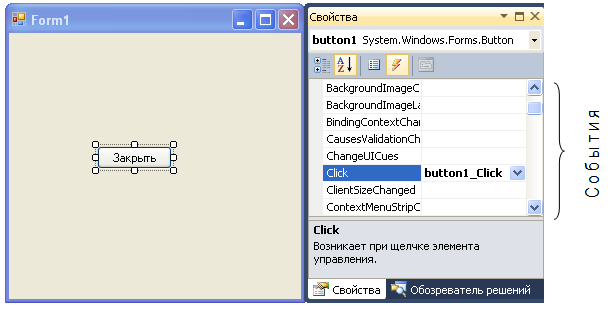 Form1
Закрыть
Свойства
button1 System.Windows.Forms.Button
BackgroundImageC
BackgroundImageLa
BindingContextChan
CausesValidationCh
ChangeUICues
Click button1_Click
ClientSizeChanged
ContextMenuStripC
Click
Возникает при щелчке элемента
управления.
Свойства
Обозреватель решений
События